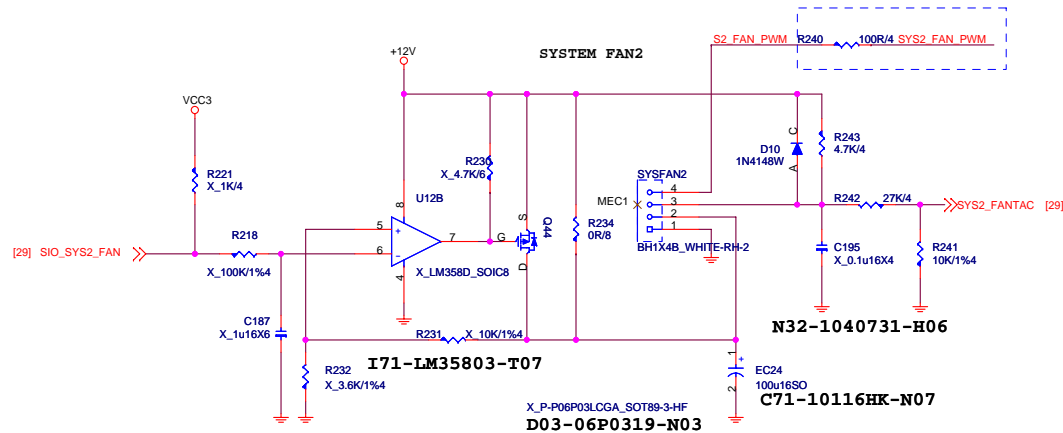 S2_FAN_PWM R240 100R/4 SYS2_FAN_PWM
+12V SYSTEM FAN2
VCC3
R221
X_1K/4
R230
X_4.7K/6
D10
1N4148W
C
A
R243
4.7K/4
SYSFAN2
MEC1
4
3
2
1
BH1X4B_WHITE-RH-2
U12B
8
5
+
6
-
7
4
X_LM358D_SOIC8
G
S
D
Q44
R234
0R/8
R242 27K/4
SYS2_FANTAC [29]
[29] SIO_SYS2_FAN
R218
X_100K/1%4
C195
X_0.1u16X4
R241
10K/1%4
C187
X_1u16X6
N32-1040731-H06
R231 X_10K/1%4
I71-LM35803-T07
R232
X_3.6K/1%4
1
+
2
EC24
100u16SO
C71-10116HK-N07
X_P-P06P03LCGA_SOT89-3-HF
D03-06P0319-N03